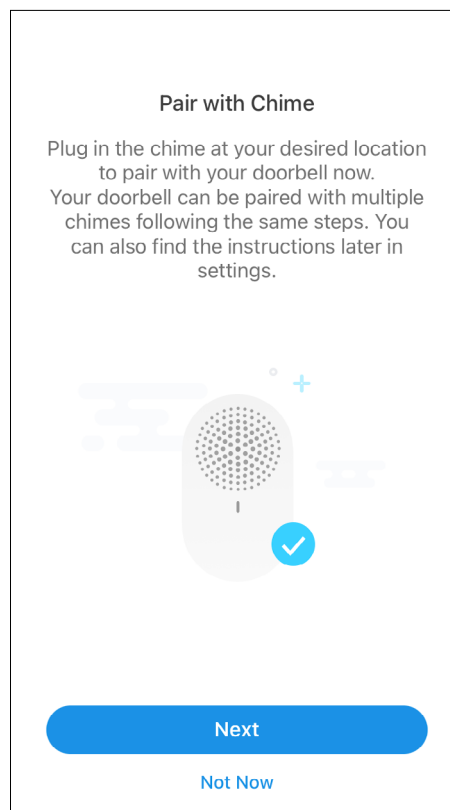 Pair with Chime
Plug in the chime at your desired location
to pair with your doorbell now.
Your doorbell can be paired with multiple
chimes following the same steps. You
can also find the instructions later in
settings.
Next
Not Now